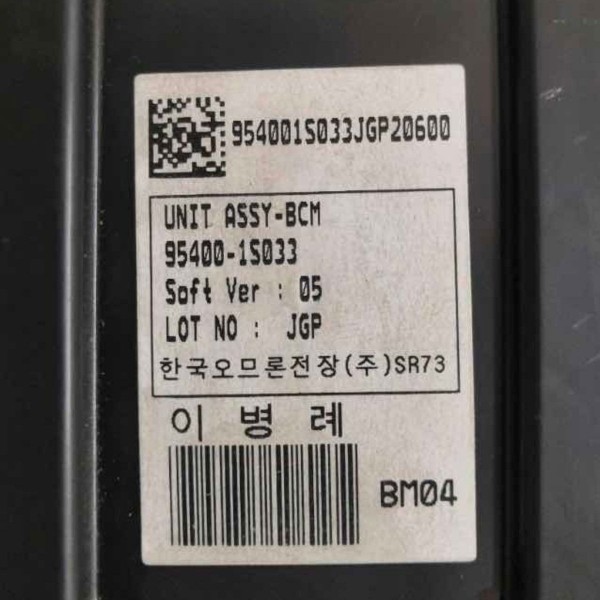 954001S033JGP20600
UNIT ASSY-BCM
95400-1S033
Soft Ver : 05
LOT NO : JGP
한국오므론전장(주)SR73
이 병 례
BM04